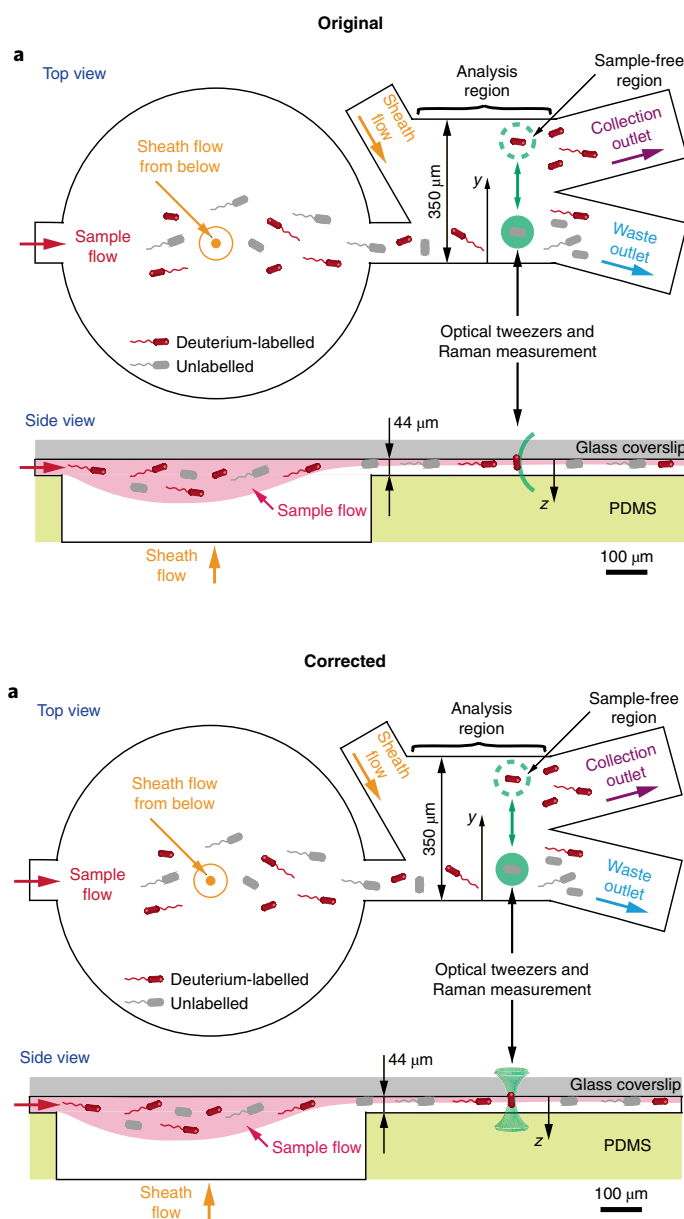 Original
a
Top view
Analysis
region
Sample-free
region
Sheath
flow
Collection
outlet
Sheath flow
from below
350 μm
y
Sample
flow
Waste
outlet
Optical tweezers and
Raman measurement
Deuterium-labelled
Unlabelled
Side view
44 μm
Glass coverslip
Sample flow
z
PDMS
Sheath
flow
100 μm
Corrected
a
Top view
Analysis
region
Sample-free
region
Sheath
flow
Collection
outlet
Sheath flow
from below
350 μm
y
Sample
flow
Waste
outlet
Optical tweezers and
Raman measurement
Deuterium-labelled
Unlabelled
Side view
44 μm
Glass coverslip
Sample flow
z
PDMS
Sheath
flow
100 μm